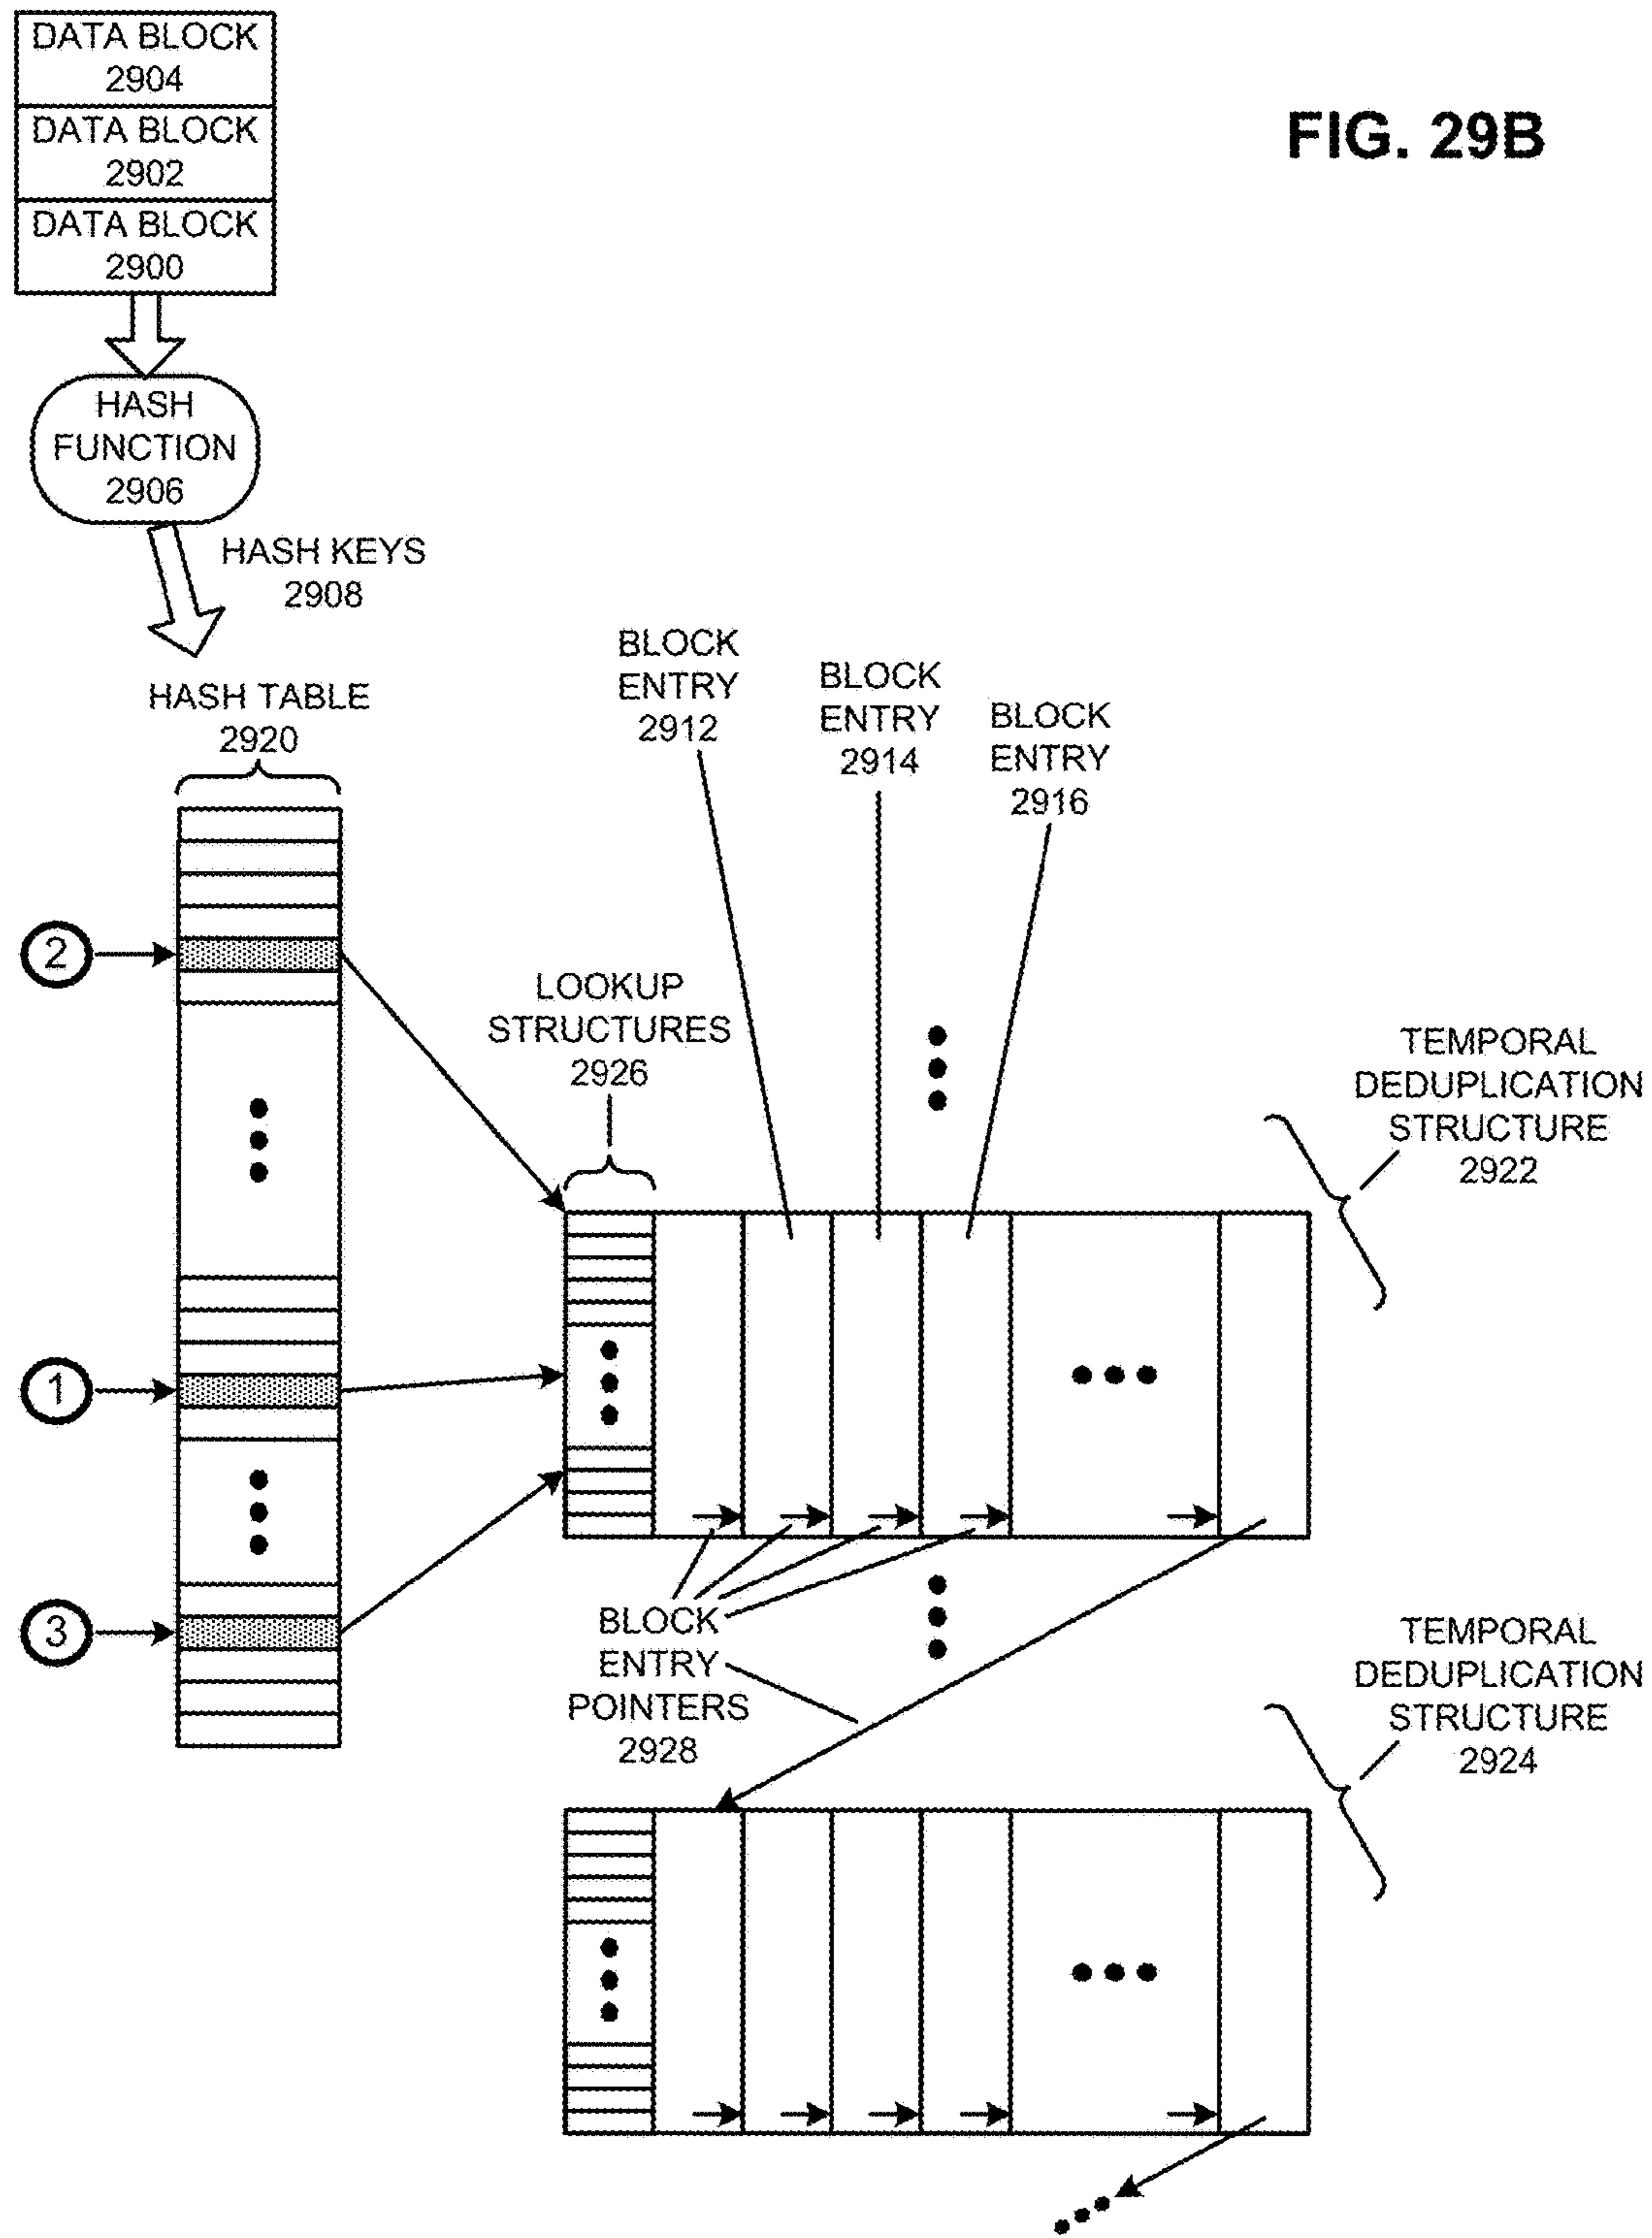 DATA BLOCK
2904
DATA BLOCK
2902
DATA BLOCK
2900
FIG. 29B
HASH
FUNCTION
2906
HASH KEYS
2908
HASH TABLE
2920
BLOCK
ENTRY
2912
BLOCK
ENTRY
2914
BLOCK
ENTRY
2916
2
LOOKUP
STRUCTURES
2926
TEMPORAL
DEDUPLICATION
STRUCTURE
2922
1
3
BLOCK
ENTRY
POINTERS
2928
TEMPORAL
DEDUPLICATION
STRUCTURE
2924